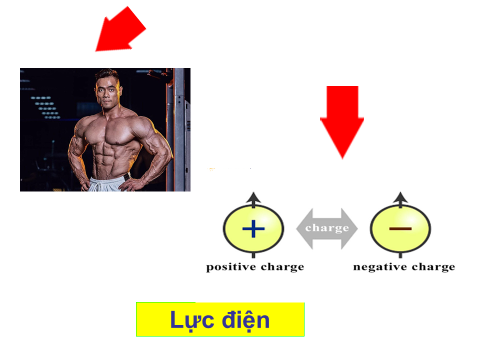 charge
positive charge
negative charge
Lực điện